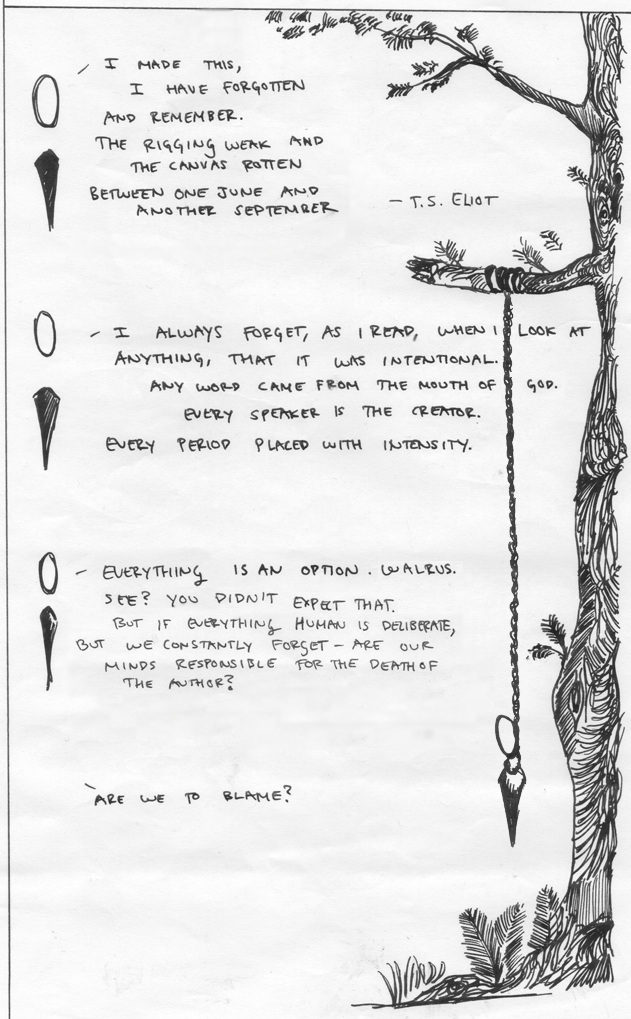 - I MADE THIS,
I HAVE FORGOTTEN
AND REMEMBER.
THE RIGGING WEAK AND
THE CANVAS ROTTEN
BETWEEN ONE JUNE AND
ANOTHER SEPTEMBER
- T.S. ELIOT
- I ALWAYS FORGET, AS I READ, WHEN I LOOK AT
ANYTHING, THAT IT WAS INTENTIONAL.
ANY WORD CAME FROM THE MOUTH OF GOD.
EVERY SPEAKER IS THE CREATOR.
EVERY PERIOD PLACED WITH INTENSITY.
- EVERYTHING IS AN OPTION. WALRUS.
SEE? YOU DIDN'T EXPECT THAT.
BUT IF EVERYTHING HUMAN IS DELIBERATE,
BUT WE CONSTANTLY FORGET - ARE OUR
MINDS RESPONSIBLE FOR THE DEATH OF
THE AUTHOR?
ARE WE TO BLAME?